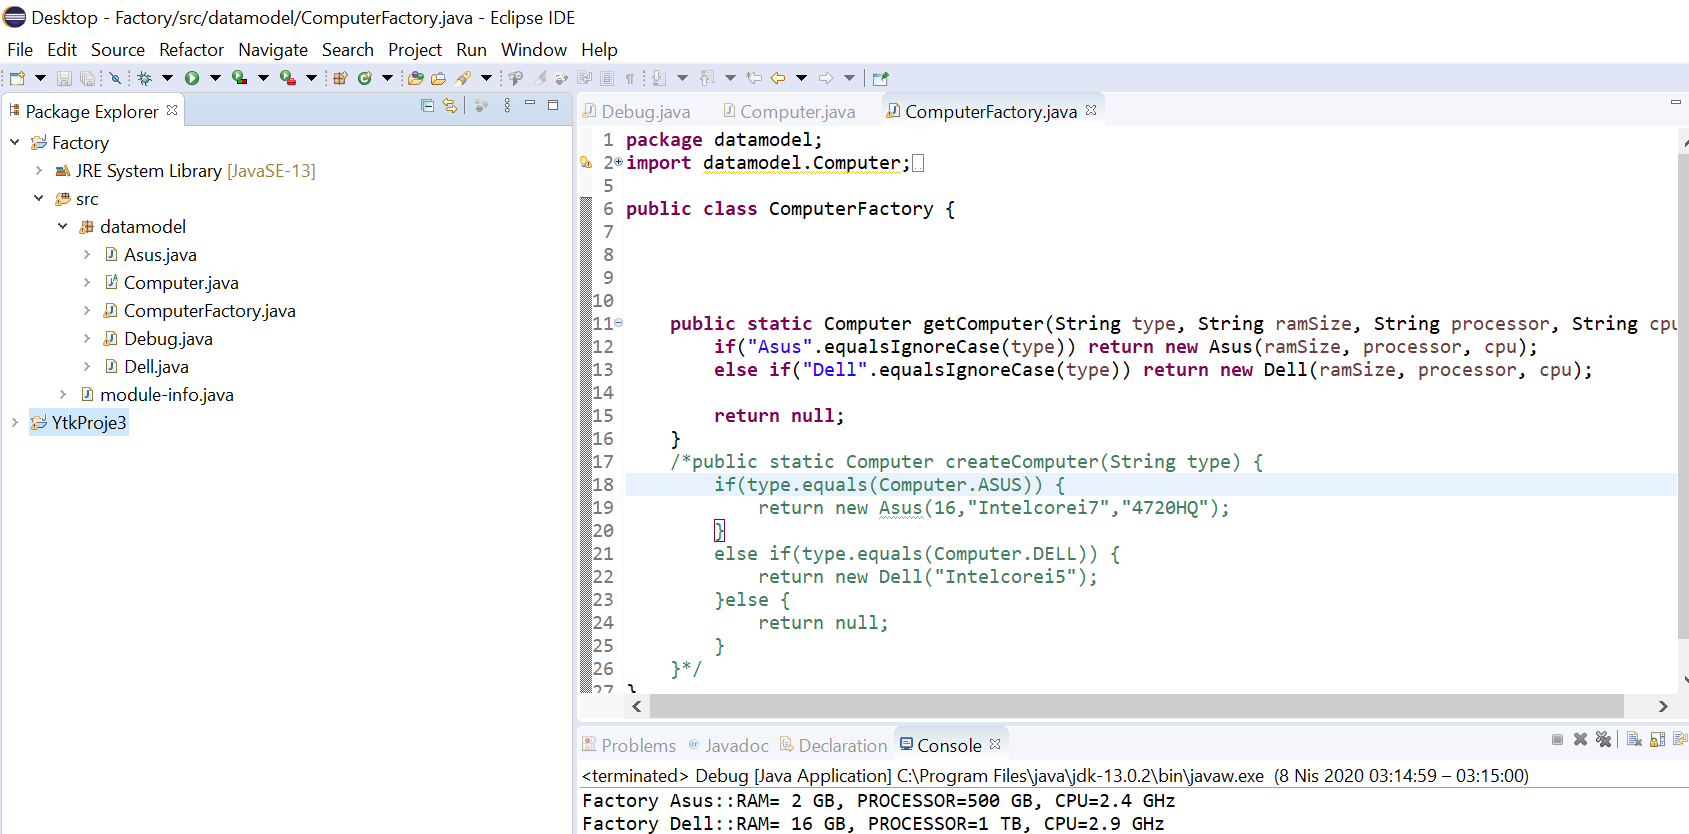 Desktop - Factory/src/datamodel/ComputerFactory.java - Eclipse IDE
File Edit Source Refactor Navigate Search Project Run Window Help
Package Explorer
Factory
JRE System Library [JavaSE-13]
src
datamodel
Asus.java
Computer.java
ComputerFactory.java
Debug.java
Dell.java
module-info.java
YtkProje3
Debug.java Computer.java ComputerFactory.java
1 package datamodel;
2 import datamodel.Computer;
5
6 public class ComputerFactory {
7
8
9
10
11 public static Computer getComputer(String type, String ramSize, String processor, String cpu
12 if("Asus".equalsIgnoreCase(type)) return new Asus(ramSize, processor, cpu);
13 else if("Dell".equalsIgnoreCase(type)) return new Dell(ramSize, processor, cpu);
14
15 return null;
16 }
17 /*public static Computer createComputer(String type) {
18 if(type.equals(Computer.ASUS)) {
19 return new Asus(16,"Intelcorei7","4720HQ");
20 }
21 else if(type.equals(Computer.DELL)) {
22 return new Dell("Intelcorei5");
23 }else {
24 return null;
25 }
26 }*/
27 }
Problems Javadoc Declaration Console
<terminated> Debug [Java Application] C:\Program Files\java\jdk-13.0.2\bin\javaw.exe (8 Nis 2020 03:14:59 – 03:15:00)
Factory Asus::RAM= 2 GB, PROCESSOR=500 GB, CPU=2.4 GHz
Factory Dell::RAM= 16 GB, PROCESSOR=1 TB, CPU=2.9 GHz